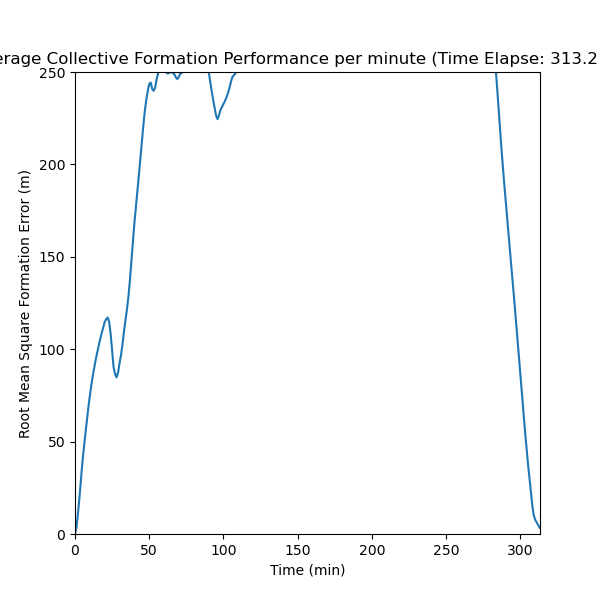 erage Collective Formation Performance per minute (Time Elapse: 313.2
Root Mean Square Formation Error (m)
250
200
150
100
50
0
0 50 100 150 200 250 300
Time (min)